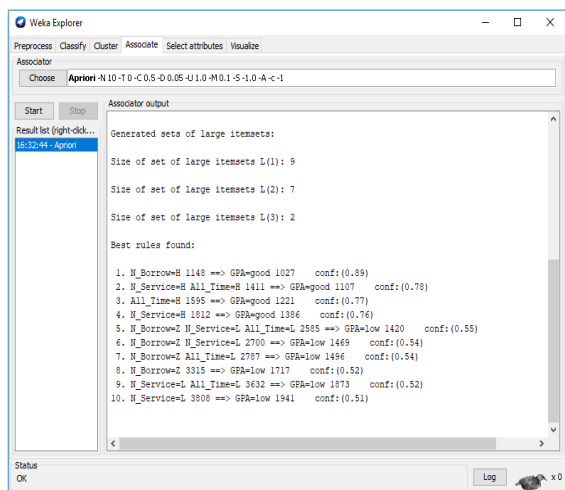 Weka Explorer
Preprocess Classify Cluster Associate Select attributes Visualize
Associator
Choose Apriori -N 10 -T 0 -C 0.5 -D 0.05 -U 1.0 -M 0.1 -S -1.0 -A -c -1
Start Stop
Result list (right-click...
16:32:44 - Apriori
Associator output
Generated sets of large itemsets:
Size of set of large itemsets L(1): 9
Size of set of large itemsets L(2): 7
Size of set of large itemsets L(3): 2
Best rules found:
1. N_Borrow=H 1148 ==> GPA=good 1027 conf:(0.89)
2. N_Service=H All_Time=H 1411 ==> GPA=good 1107 conf:(0.78)
3. All_Time=H 1595 ==> GPA=good 1221 conf:(0.77)
4. N_Service=H 1812 ==> GPA=good 1386 conf:(0.76)
5. N_Borrow=Z N_Service=L All_Time=L 2585 ==> GPA=low 1420 conf:(0.55)
6. N_Borrow=Z N_Service=L 2700 ==> GPA=low 1469 conf:(0.54)
7. N_Borrow=Z All_Time=L 2787 ==> GPA=low 1496 conf:(0.54)
8. N_Borrow=Z 3315 ==> GPA=low 1717 conf:(0.52)
9. N_Service=L All_Time=L 3632 ==> GPA=low 1873 conf:(0.52)
10. N_Service=L 3808 ==> GPA=low 1941 conf:(0.51)
Status
OK
Log
x 0